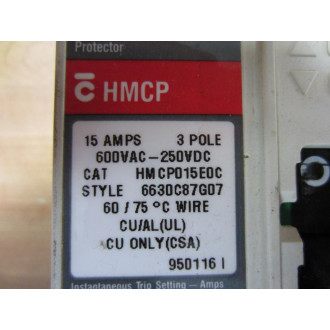 Protector
HMCP
15 AMPS 3 POLE
600VAC-250VDC
CAT HMCP015E0C
STYLE 6630C87G07
60/75 °C WIRE
CU/AL(UL)
CU ONLY(CSA)
950116 I
Instantaneous Trip Setting — Amps